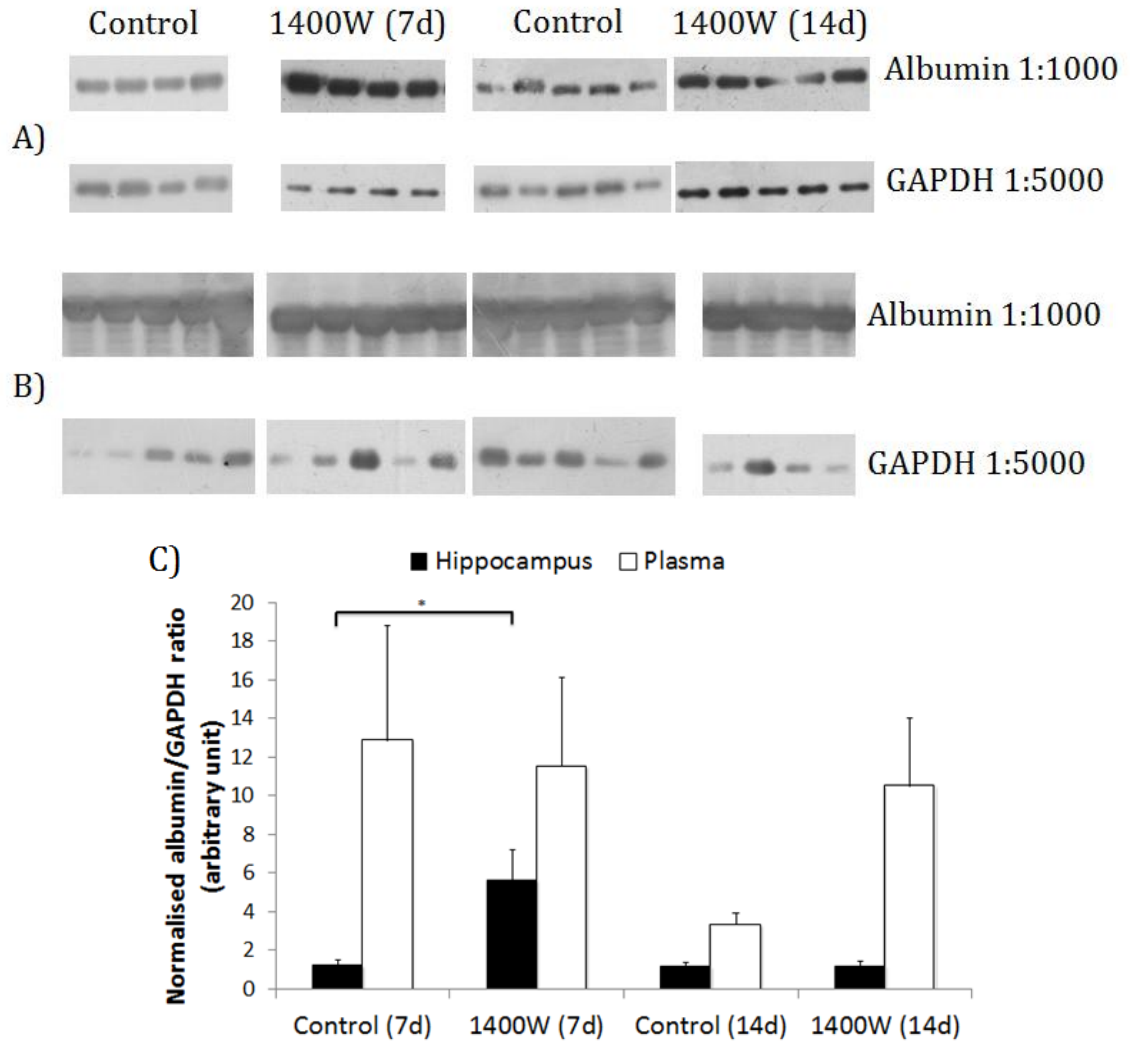 Control 1400W (7d) Control 1400W (14d)
Albumin 1:1000
A)
GAPDH 1:5000
Albumin 1:1000
B)
GAPDH 1:5000
C)
Hippocampus Plasma
Normalised albumin/GAPDH ratio
(arbitrary unit)
*
20
18
16
14
12
10
8
6
4
2
0
Control (7d) 1400W (7d) Control (14d) 1400W (14d)